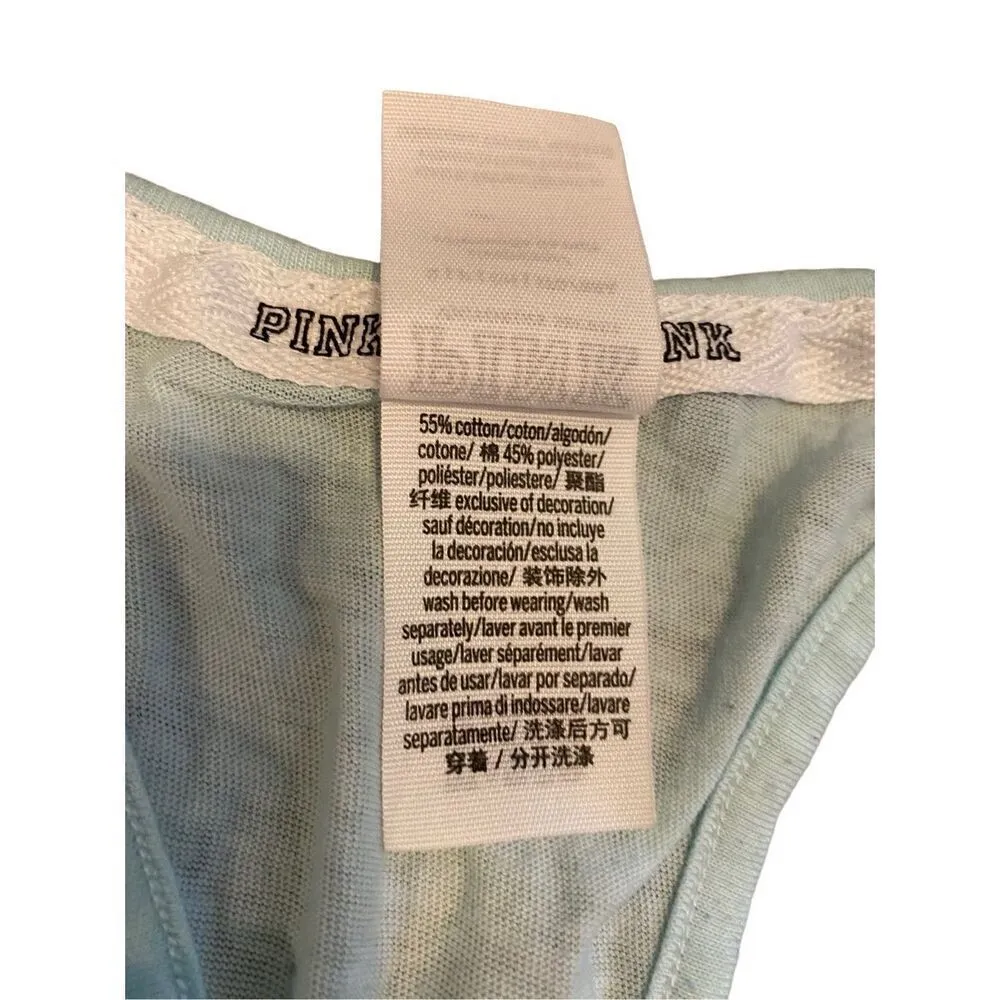 PINK
NK
55% cotton/coton/algodón/
cotone/ 棉 45% polyester/
poliéster/poliestere/ 聚酯
纤维 exclusive of decoration/
sauf décoration/no incluye
la decoración/esclusa la
decorazione/ 装饰除外
wash before wearing/wash
separately/laver avant le premier
usage/laver séparément/lavar
antes de usar/lavar por separado/
lavare prima di indossare/lavare
separatamente/ 洗涤后方可
穿着 / 分开洗涤